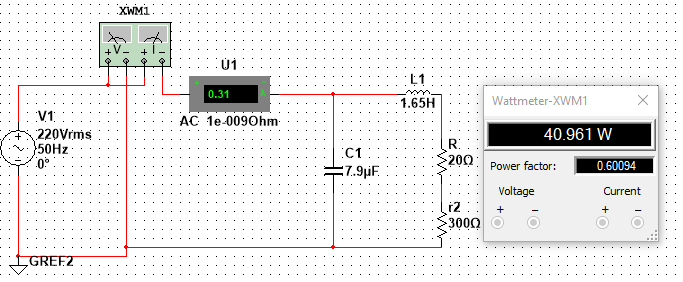 XWM1
V
I
+ − + −
U1
0.31
AC 1e-009Ohm
L1
1.65H
V1
220Vrms
50Hz
0°
C1
7.9µF
R
20Ω
r2
300Ω
GREF2
Wattmeter-XWM1
40.961 W
Power factor:
0.60094
Voltage
Current
+ − + −